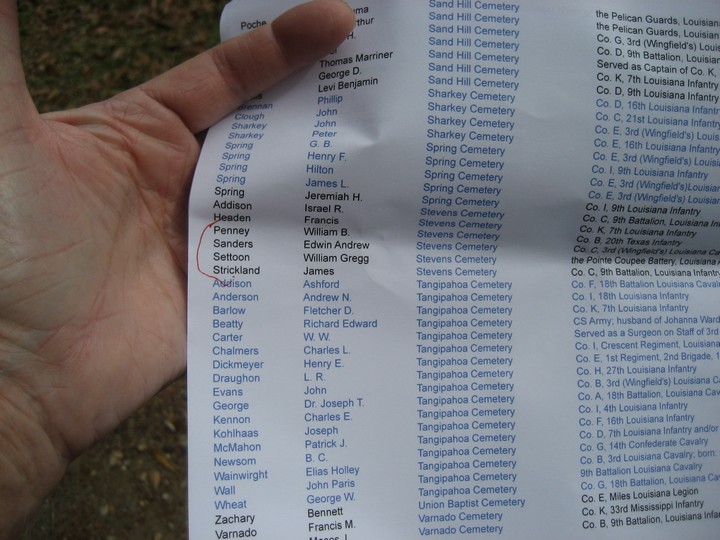 Sand Hill Cemetery the Pelican Guards, Louisian
Poche Sand Hill Cemetery the Pelican Guards, Louisian
H. Sand Hill Cemetery Co. G, 3rd (Wingfield's) Louis
Sand Hill Cemetery Co. D, 9th Battalion, Louisian
Thomas Marriner Sand Hill Cemetery Served as Captain of Co. K,
George D. Sand Hill Cemetery Co. K, 7th Louisiana Infantry
Levi Benjamin Sand Hill Cemetery Co. D, 9th Louisiana Infantry
rennan Phillip Sharkey Cemetery Co. D, 16th Louisiana Infantry
Clough John Sharkey Cemetery Co. C, 21st Louisiana Infantry
Sharkey John Sharkey Cemetery Co. E, 3rd (Wingfield's) Louis
Sharkey Peter Sharkey Cemetery Co. E, 16th Louisiana Infantry
Spring G. B. Spring Cemetery Co. E, 3rd (Wingfield's) Louisian
Spring Henry F. Spring Cemetery Co. I, 9th Louisiana Infantry
Spring Hilton Spring Cemetery Co. E, 3rd (Wingfield's)Louisian
Spring James L. Spring Cemetery Co. E, 3rd (Wingfield's) Louisian
Spring Jeremiah H. Spring Cemetery Co. I, 9th Louisiana Infantry
Addison Israel R. Stevens Cemetery Co. C, 9th Battalion, Louisiana Inf
Headen Francis Stevens Cemetery Co. K, 7th Louisiana Infantry
Penney William B. Stevens Cemetery Co. B, 20th Texas Infantry
Sanders Edwin Andrew Stevens Cemetery Co. C, 3rd (Wingfield's) Louisiana Ca
Settoon William Gregg Stevens Cemetery the Pointe Coupee Battery, Louisiana A
Strickland James Stevens Cemetery Co. C, 9th Battalion, Louisiana Infantr
Addison Ashford Tangipahoa Cemetery Co. F, 18th Battalion Louisiana Caval
Anderson Andrew N. Tangipahoa Cemetery Co. I, 18th Louisiana Infantry
Barlow Fletcher D. Tangipahoa Cemetery Co. K, 7th Louisiana Infantry
Beatty Richard Edward Tangipahoa Cemetery CS Army; husband of Johanna Ward
Carter W. W. Tangipahoa Cemetery Served as a Surgeon on Staff of 3rd
Chalmers Charles L. Tangipahoa Cemetery Co. I, Crescent Regiment, Louisian
Dickmeyer Henry E. Tangipahoa Cemetery Co. E, 1st Regiment, 2nd Brigade, 1
Draughon L. R. Tangipahoa Cemetery Co. H, 27th Louisiana Infantry
Evans John Tangipahoa Cemetery Co. B, 3rd (Wingfield's) Louisiana Ca
George Dr. Joseph T. Tangipahoa Cemetery Co. A, 18th Battalion, Louisiana Cav
Kennon Charles E. Tangipahoa Cemetery Co. I, 4th Louisiana Infantry
Kohlhaas Joseph Tangipahoa Cemetery Co. F, 16th Louisiana Infantry
McMahon Patrick J. Tangipahoa Cemetery Co. D, 7th Louisiana Infantry and/or
Newsom B. C. Tangipahoa Cemetery Co. G, 14th Confederate Cavalry
Wainwright Elias Holley Tangipahoa Cemetery Co. B, 3rd Louisiana Cavalry; born:
Wall John Paris Tangipahoa Cemetery 9th Battalion Louisiana Cavalry
Wheat George W. Tangipahoa Cemetery Co. G, 18th Battalion, Louisiana Cav
Zachary Bennett Union Baptist Cemetery Co. E, Miles Louisiana Legion
Varnado Francis M. Varnado Cemetery Co. K, 33rd Mississippi Infantry
Varnado Cemetery Co. B, 9th Battalion, Louisiana Infa